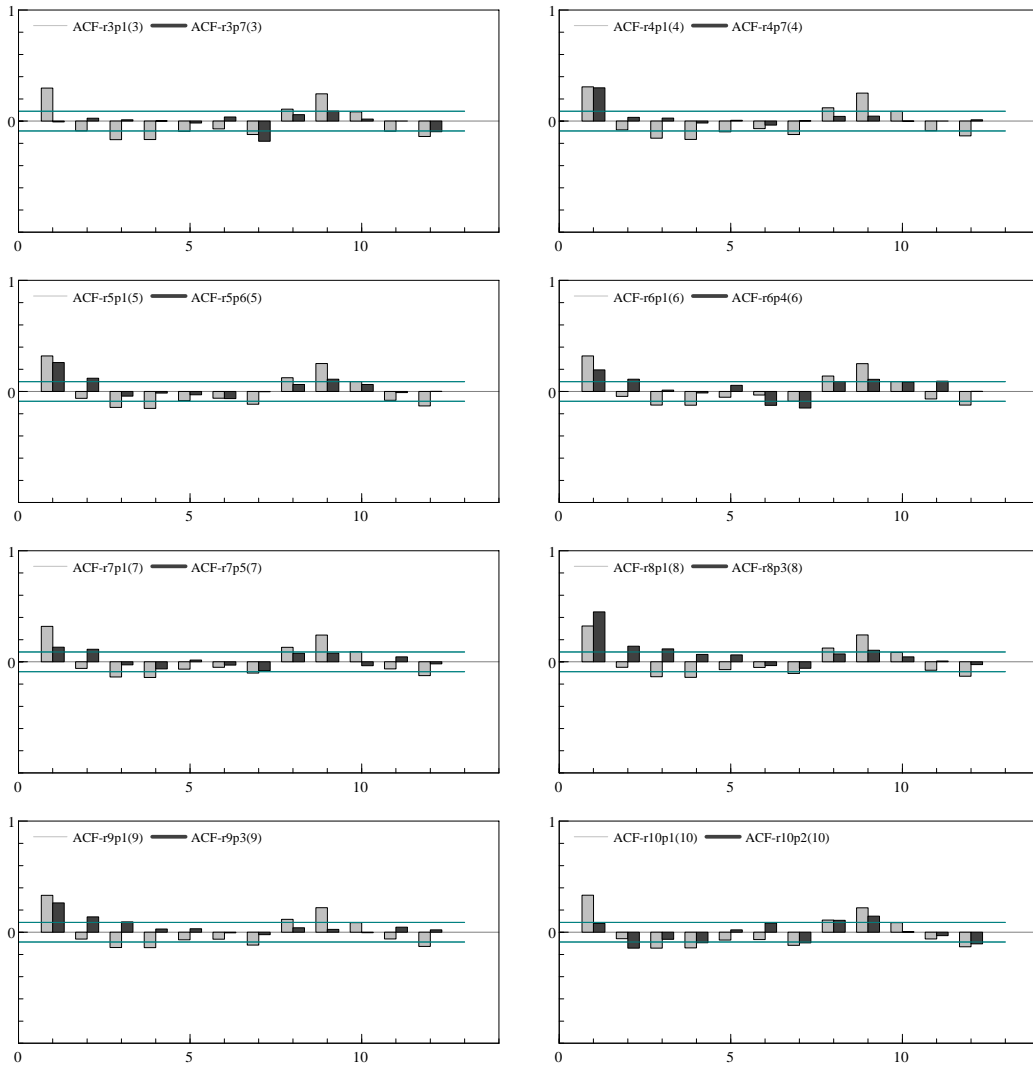 1 ACF-r3p1(3) ACF-r3p7(3)
0
0 5 10
1 ACF-r4p1(4) ACF-r4p7(4)
0
0 5 10
1 ACF-r5p1(5) ACF-r5p6(5)
0
0 5 10
1 ACF-r6p1(6) ACF-r6p4(6)
0
0 5 10
1 ACF-r7p1(7) ACF-r7p5(7)
0
0 5 10
1 ACF-r8p1(8) ACF-r8p3(8)
0
0 5 10
1 ACF-r9p1(9) ACF-r9p3(9)
0
0 5 10
1 ACF-r10p1(10) ACF-r10p2(10)
0
0 5 10